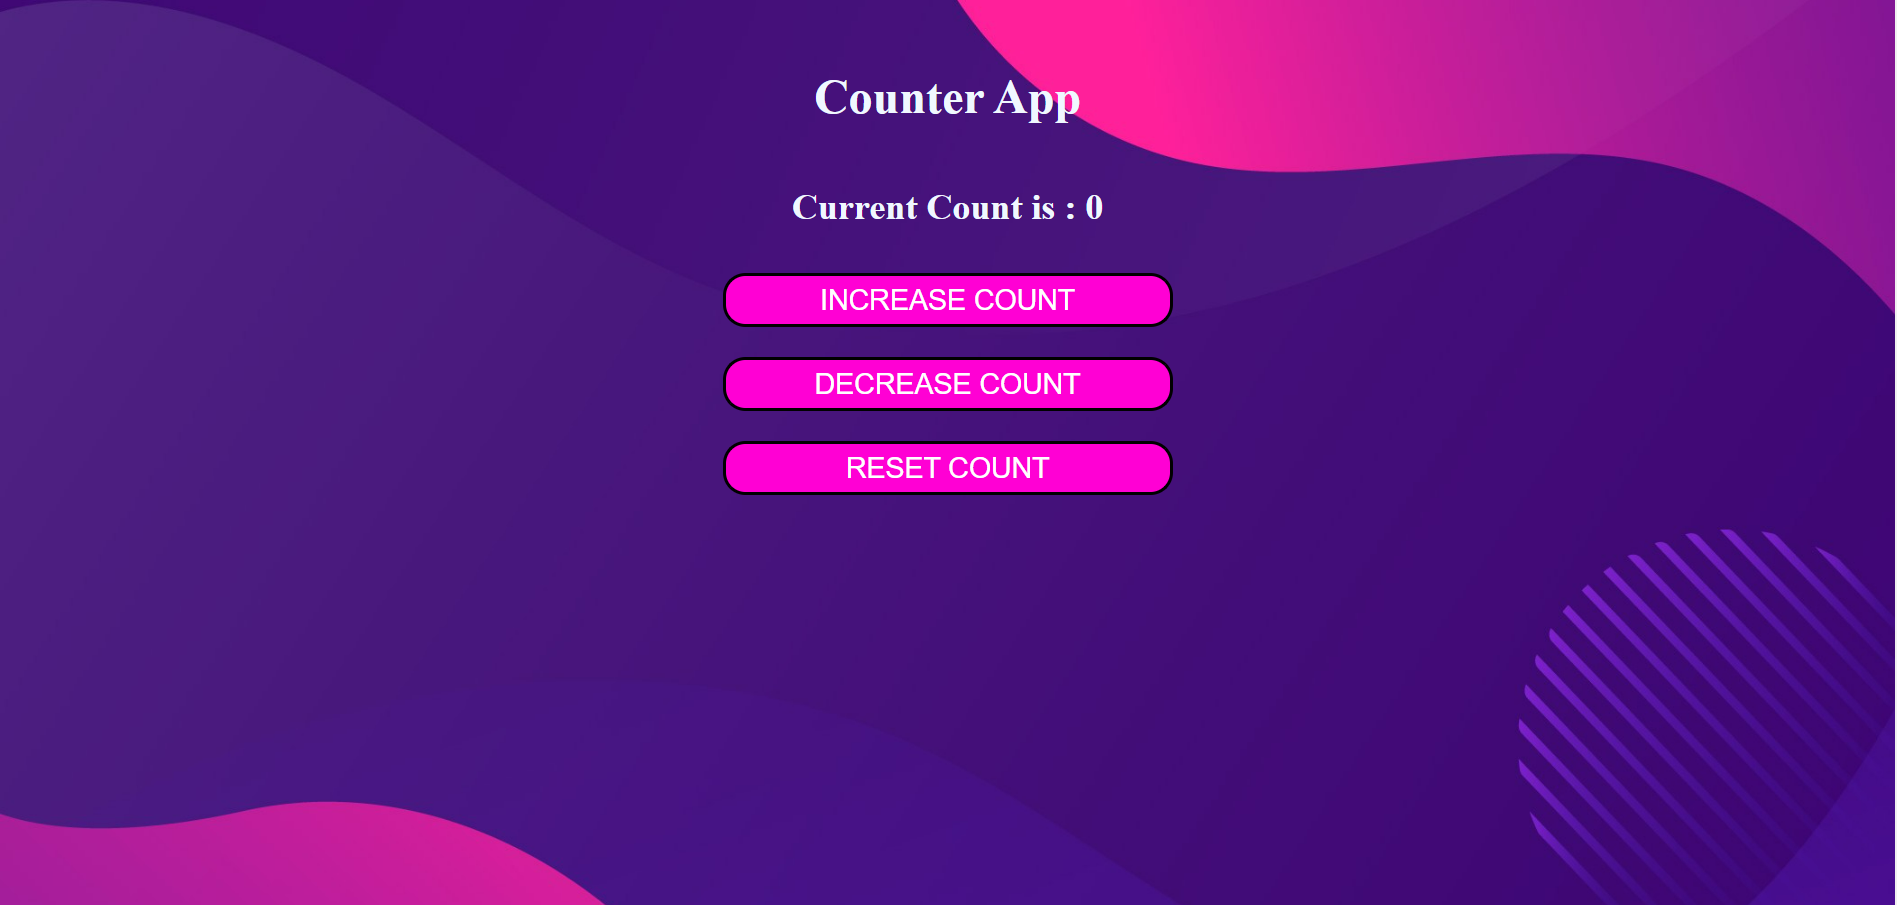 Counter App
Current Count is : 0
INCREASE COUNT
DECREASE COUNT
RESET COUNT